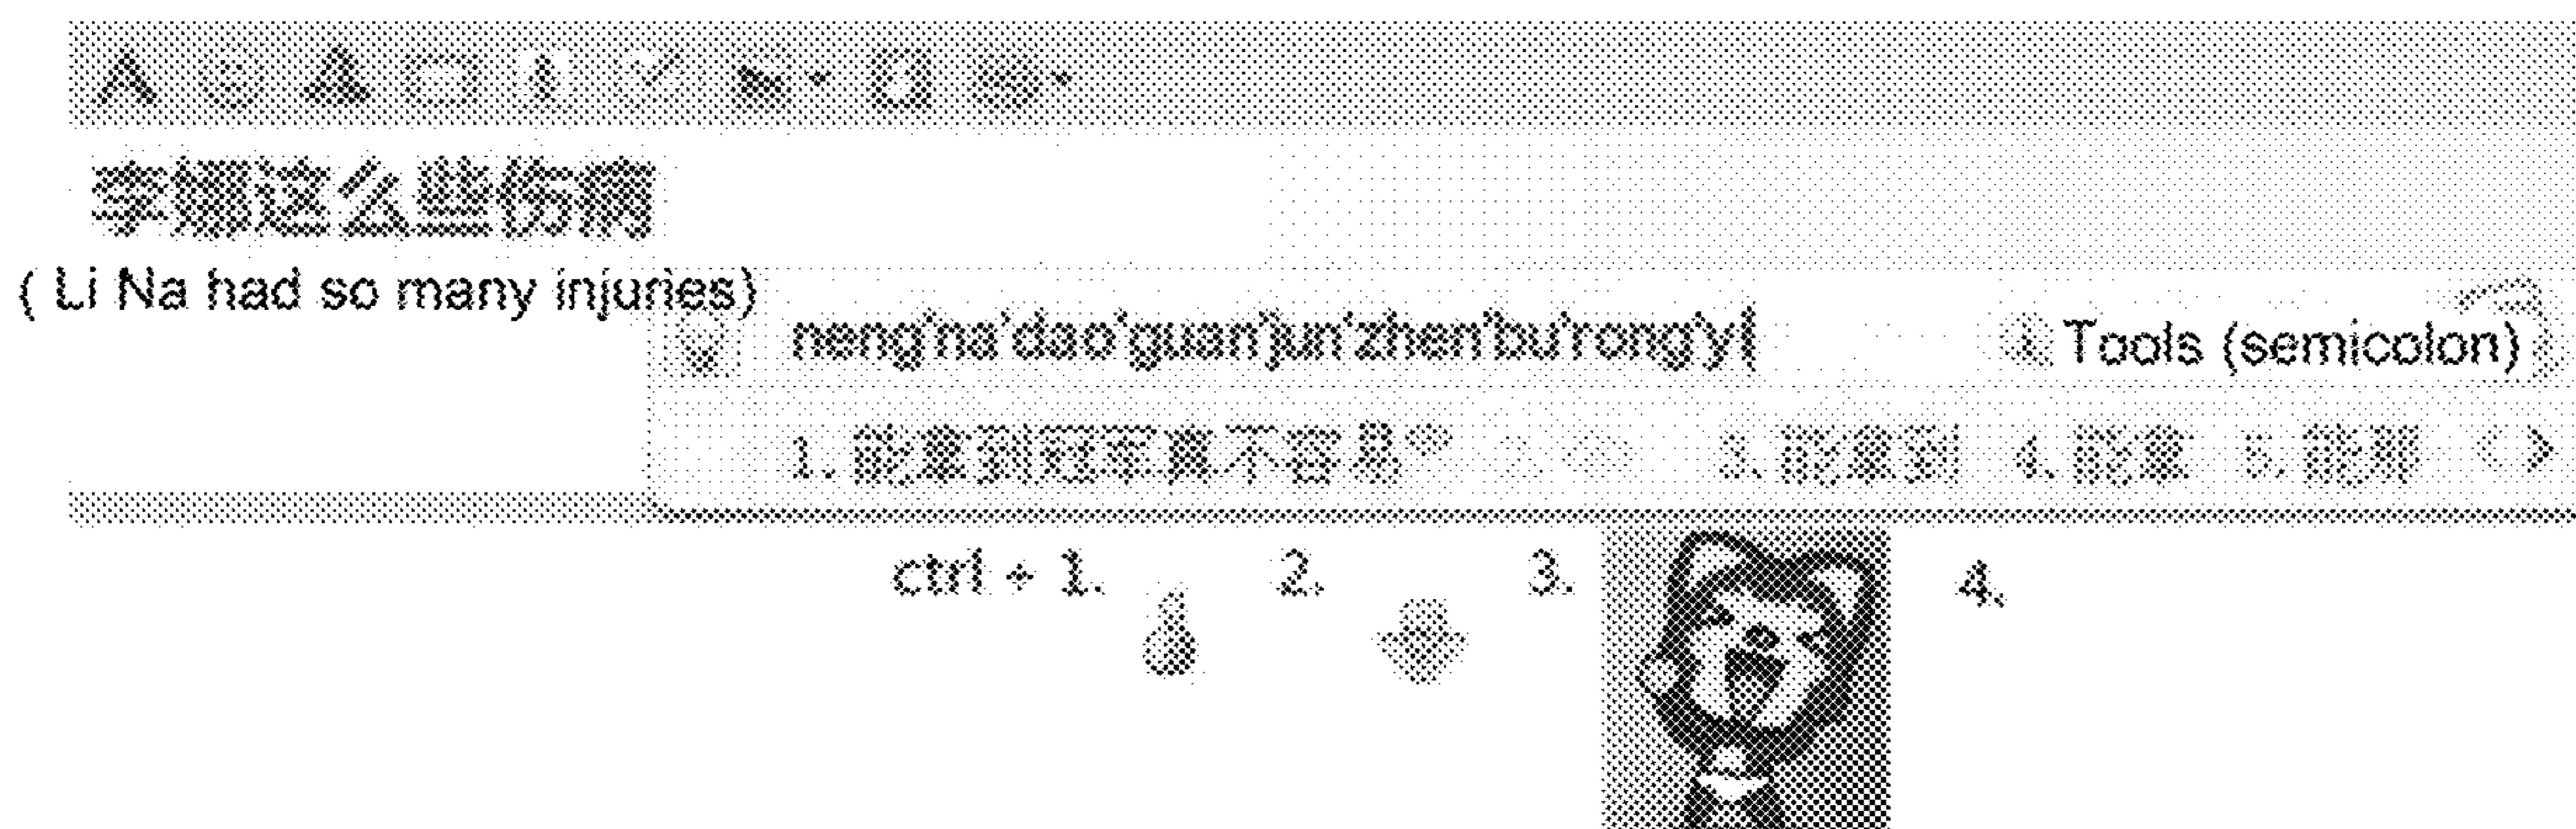 李娜这么些伤病
( Li Na had so many injuries)
neng'na'dao'guan'jun'zhen'bu'rong'y Tools (semicolon)
1. 能拿到冠军真不容易 2. 3. 能拿到 4. 能拿 5. 能那
ctrl + 1. 2. 3. 4.